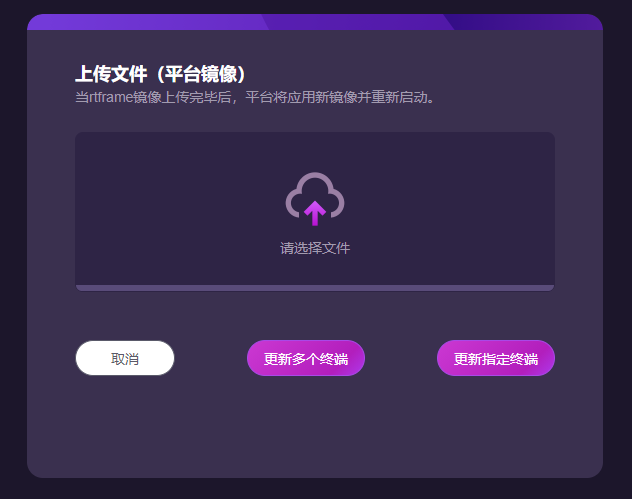 上传文件（平台镜像）
当rtframe镜像上传完毕后，平台将应用新镜像并重新启动。
请选择文件
取消
更新多个终端
更新指定终端